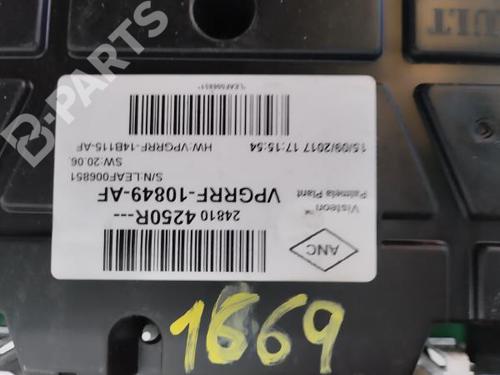 Visteon™
Palmela Plant
ANC
24810 4250R---
VPGRRF-10849-AF
S/N:LEAF006851
SW:20.06.
HW:VPGRRF-14B115-AF
15/09/2017 17:15:54
*LEAF006851*
1669
B-PARTS